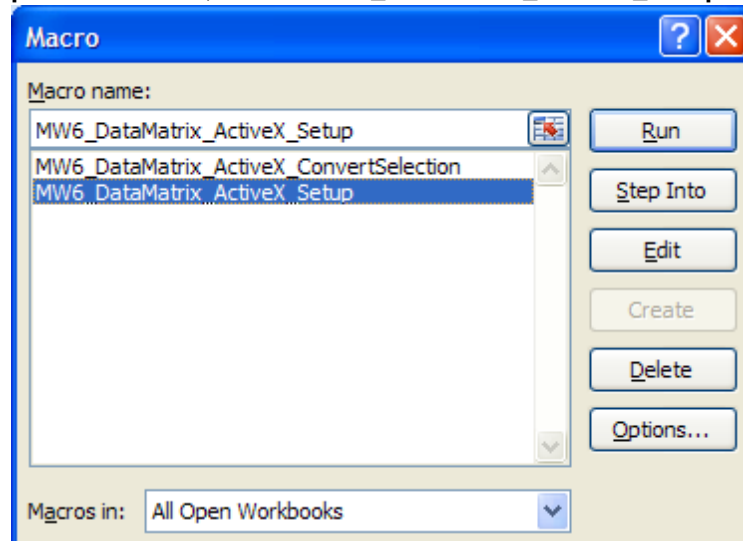 Macro
Macro name:
MW6_DataMatrix_ActiveX_Setup
MW6_DataMatrix_ActiveX_ConvertSelection
MW6_DataMatrix_ActiveX_Setup
Run
Step Into
Edit
Create
Delete
Options...
Macros in: All Open Workbooks